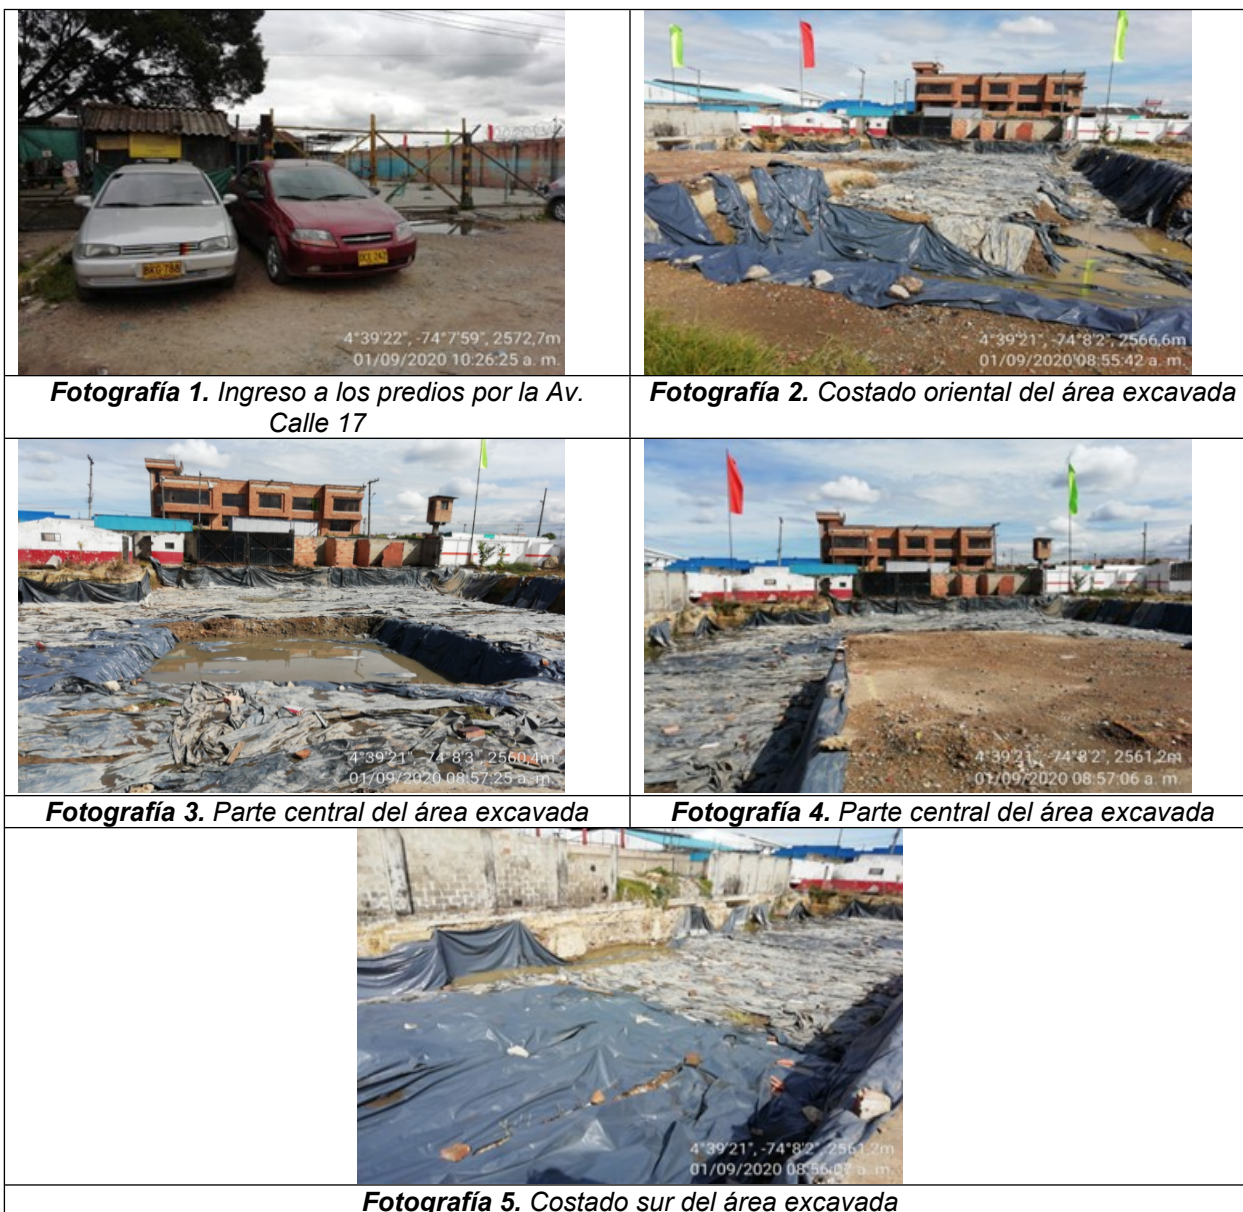 BKG 788
4°39'22", -74°7'59", 2572,7m
01/09/2020 10:26:25 a. m.
4°39'21", -74°8'2", 2566,6m
01/09/2020 08:55:42 a. m.
Fotografía 1. Ingreso a los predios por la Av.
Calle 17
Fotografía 2. Costado oriental del área excavada
4°39'21", -74°8'3", 2560,4m
01/09/2020 08:57:25 a. m.
4°39'21", -74°8'2", 2561,2m
01/09/2020 08:57:06 a. m.
Fotografía 3. Parte central del área excavada
Fotografía 4. Parte central del área excavada
4°39'21", -74°8'2", 2561,2m
01/09/2020 08:56:07 a. m.
Fotografía 5. Costado sur del área excavada